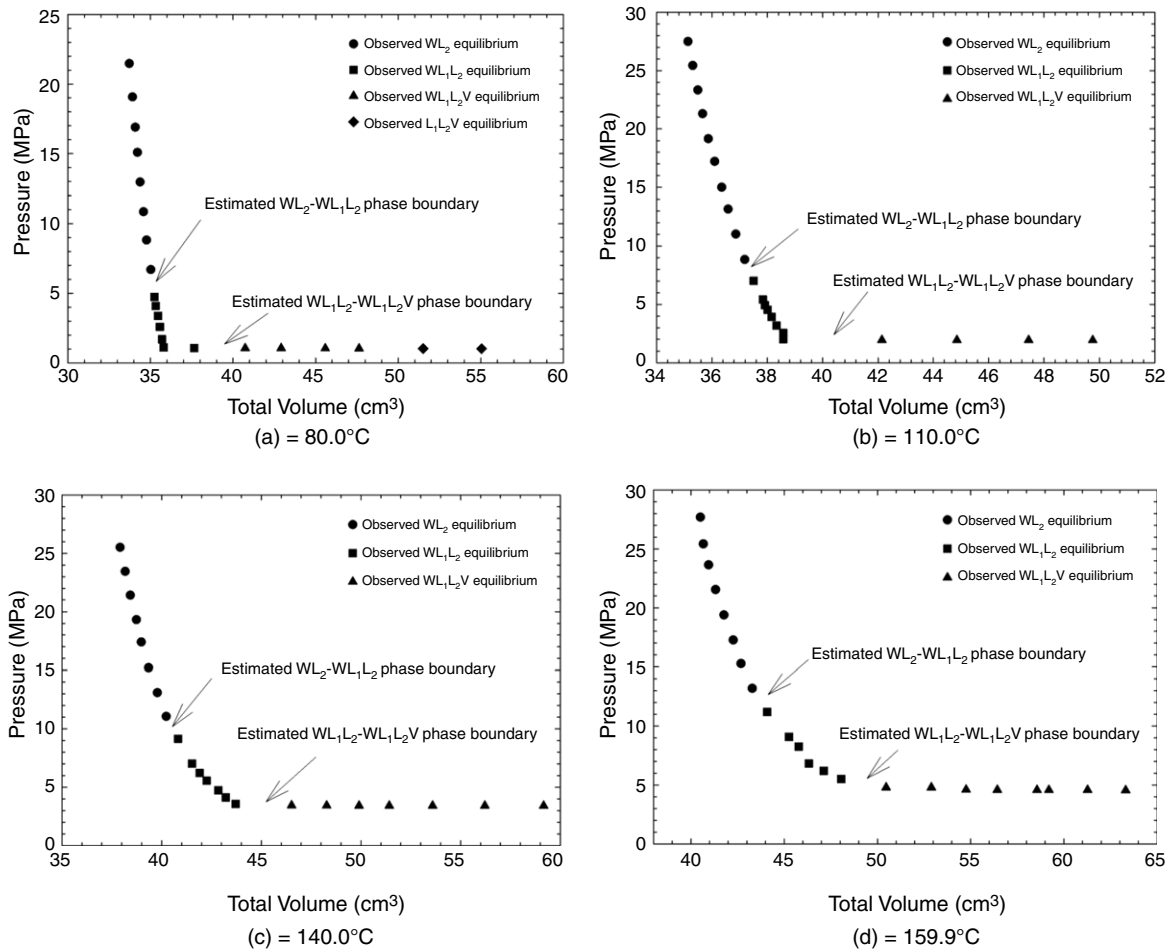 25
20
15
10
5
0
30 35 40 45 50 55 60
Pressure (MPa)
Total Volume (cm³)
Observed WL₂ equilibrium
Observed WL₁L₂ equilibrium
Observed WL₁L₂V equilibrium
Observed L₁L₂V equilibrium
Estimated WL₂-WL₁L₂ phase boundary
Estimated WL₁L₂-WL₁L₂V phase boundary
(a) = 80.0°C
30
25
20
15
10
5
0
34 36 38 40 42 44 46 48 50 52
Pressure (MPa)
Total Volume (cm³)
Observed WL₂ equilibrium
Observed WL₁L₂ equilibrium
Observed WL₁L₂V equilibrium
Estimated WL₂-WL₁L₂ phase boundary
Estimated WL₁L₂-WL₁L₂V phase boundary
(b) = 110.0°C
30
25
20
15
10
5
0
35 40 45 50 55 60
Pressure (MPa)
Total Volume (cm³)
Observed WL₂ equilibrium
Observed WL₁L₂ equilibrium
Observed WL₁L₂V equilibrium
Estimated WL₂-WL₁L₂ phase boundary
Estimated WL₁L₂-WL₁L₂V phase boundary
(c) = 140.0°C
30
25
20
15
10
5
0
40 45 50 55 60 65
Pressure (MPa)
Total Volume (cm³)
Observed WL₂ equilibrium
Observed WL₁L₂ equilibrium
Observed WL₁L₂V equilibrium
Estimated WL₂-WL₁L₂ phase boundary
Estimated WL₁L₂-WL₁L₂V phase boundary
(d) = 159.9°C